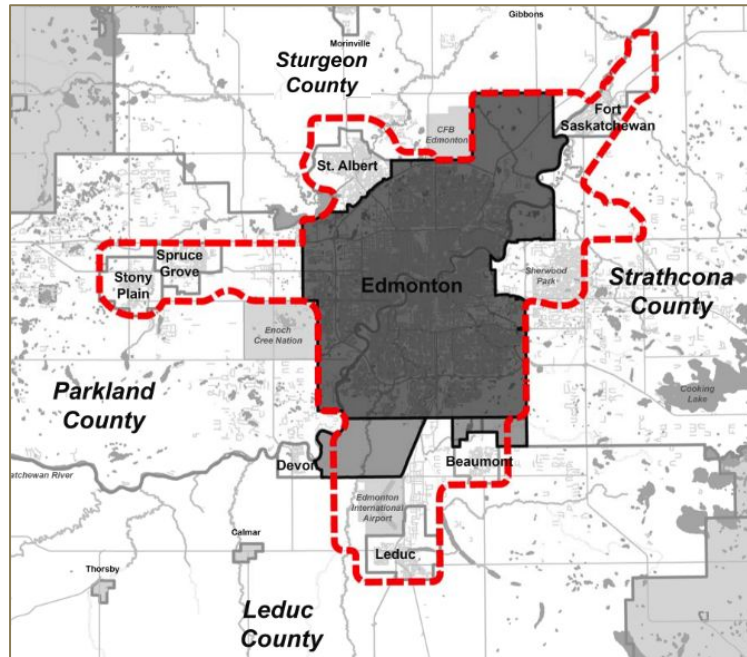 Gibbons
Morinville
Sturgeon
County
Fort
Saskatchewan
CFB
Edmonton
St. Albert
Spruce
Grove
Stony
Plain
Edmonton
Sherwood
Park
Strathcona
County
Enoch
Cree Nation
Parkland
County
Cooking
Lake
Devon
Beaumont
atchewan River
Edmonton
International
Airport
Calmar
Leduc
Thorsby
Leduc
County